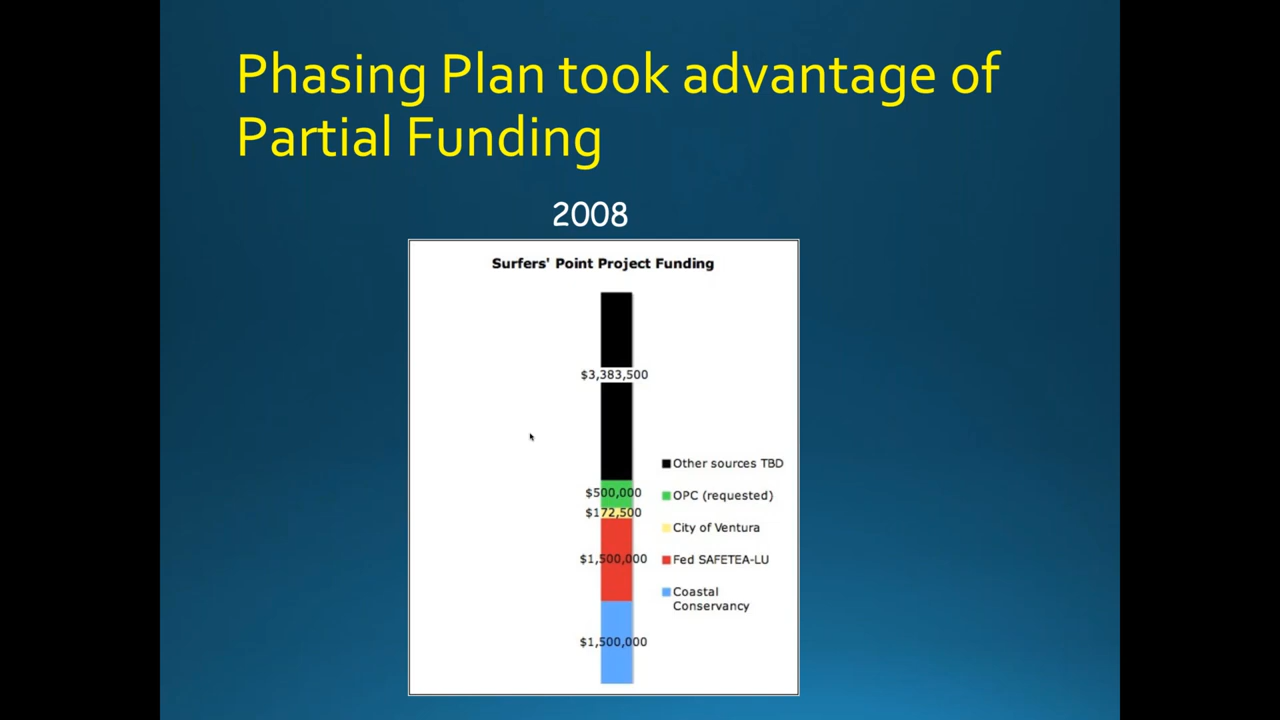 Phasing Plan took advantage of
Partial Funding
2008
Surfers' Point Project Funding
$3,383,500
$500,000
$172,500
$1,500,000
$1,500,000
Other sources TBD
OPC (requested)
City of Ventura
Fed SAFETEA-LU
Coastal
Conservancy